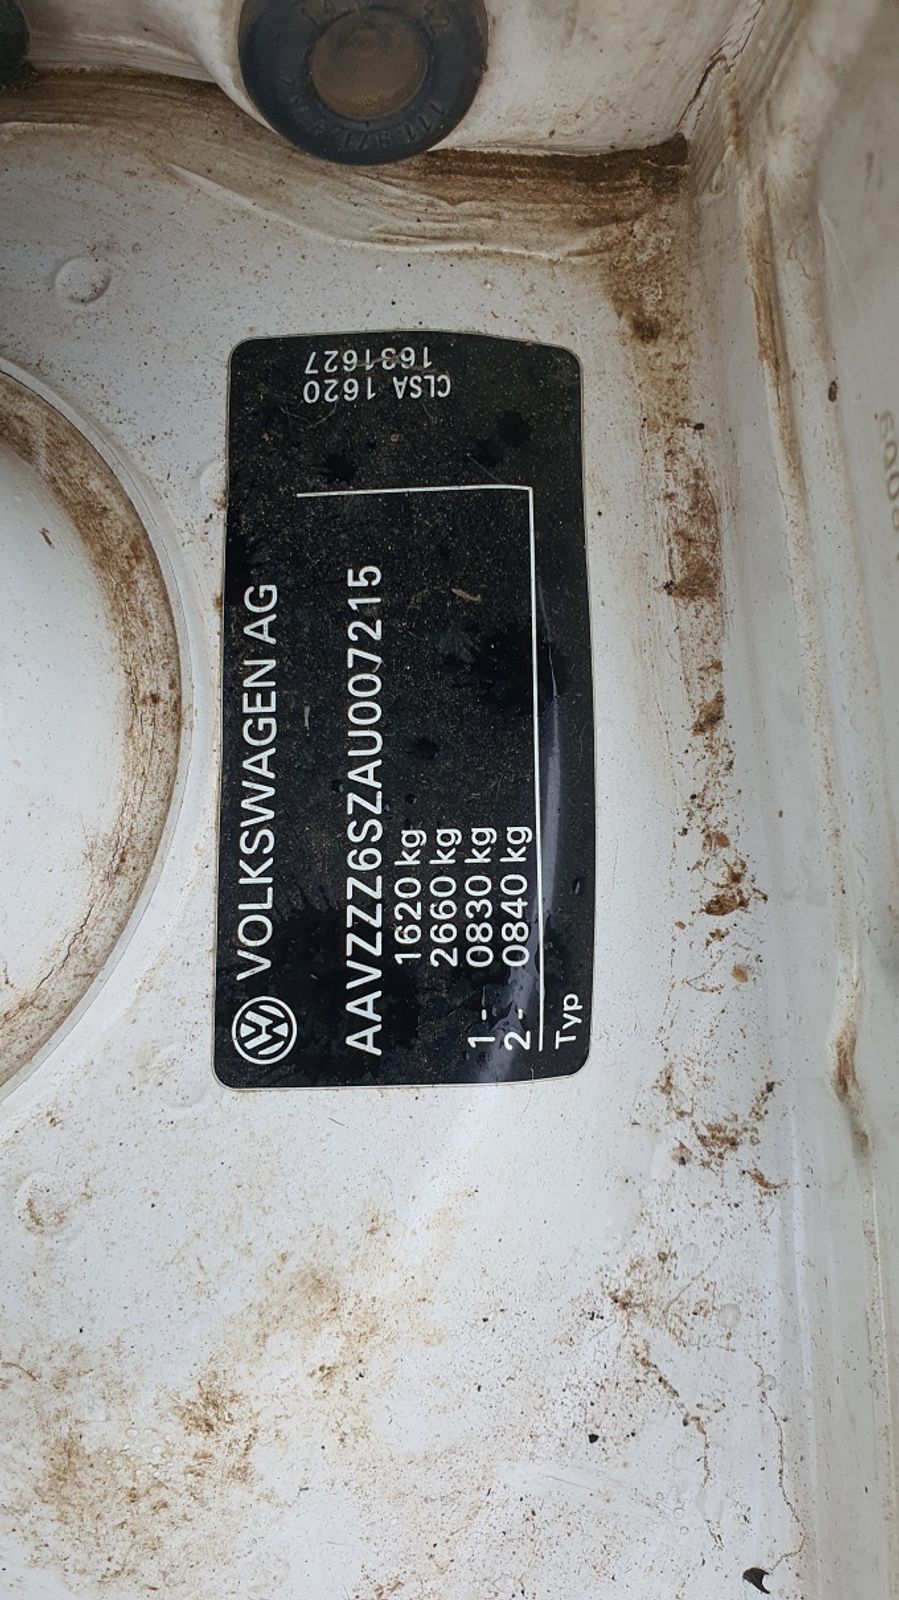 VOLKSWAGEN AG
AAVZZZ6SZAU007215
1620 kg
2660 kg
1 - 0830 kg
2 - 0840 kg
Typ
CLSA 1620
1631627